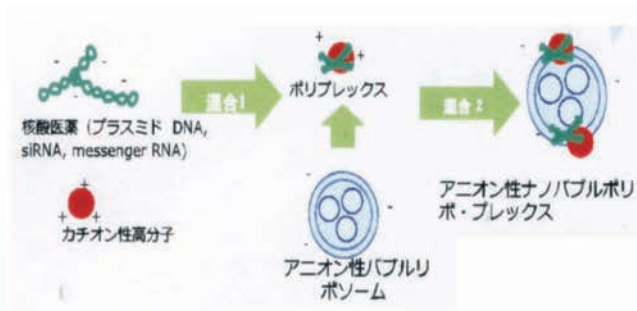 核酸医薬 (プラスミド DNA,
siRNA, messenger RNA)
カチオン性高分子
混合1
ポリプレックス
アニオン性バブルリ
ポソーム
混合 2
アニオン性ナノバブルポリ
ポ・プレックス